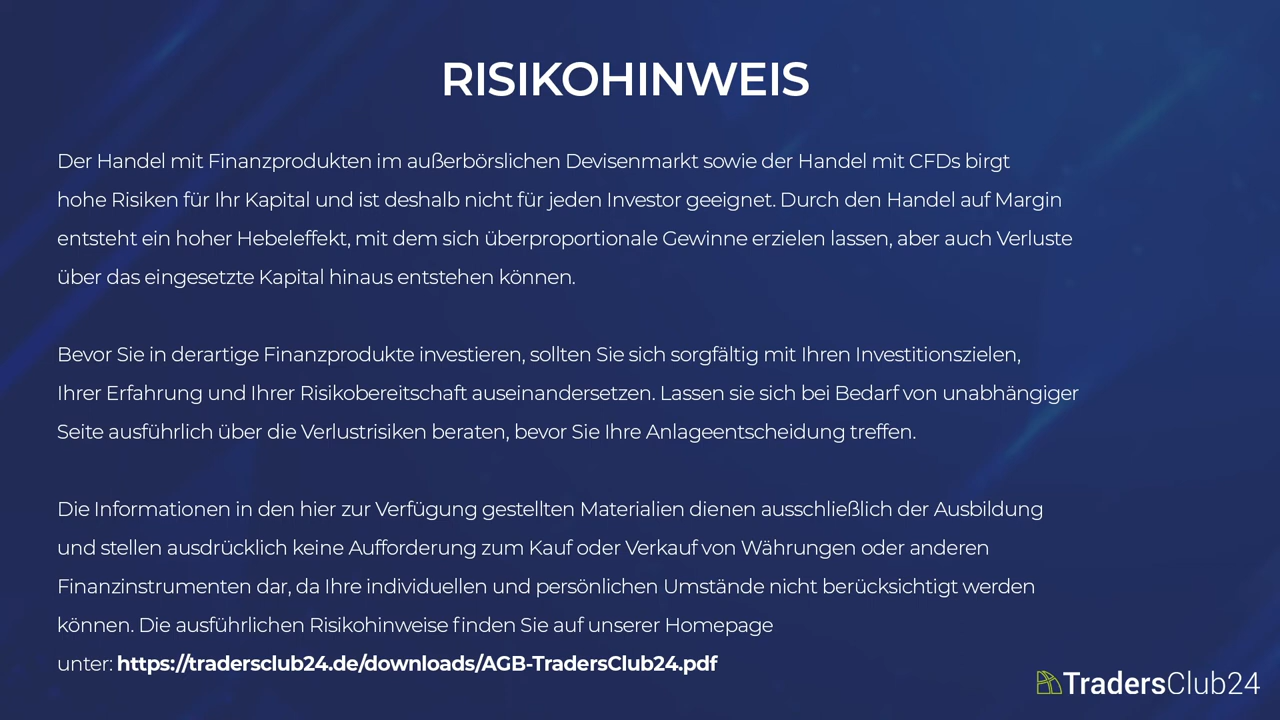 RISIKOHINWEIS
Der Handel mit Finanzprodukten im außerbörslichen Devisenmarkt sowie der Handel mit CFDs birgt
hohe Risiken für Ihr Kapital und ist deshalb nicht für jeden Investor geeignet. Durch den Handel auf Margin
entsteht ein hoher Hebeleffekt, mit dem sich überproportionale Gewinne erzielen lassen, aber auch Verluste
über das eingesetzte Kapital hinaus entstehen können.
Bevor Sie in derartige Finanzprodukte investieren, sollten Sie sich sorgfältig mit Ihren Investitionszielen,
Ihrer Erfahrung und Ihrer Risikobereitschaft auseinandersetzen. Lassen sie sich bei Bedarf von unabhängiger
Seite ausführlich über die Verlustrisiken beraten, bevor Sie Ihre Anlageentscheidung treffen.
Die Informationen in den hier zur Verfügung gestellten Materialien dienen ausschließlich der Ausbildung
und stellen ausdrücklich keine Aufforderung zum Kauf oder Verkauf von Währungen oder anderen
Finanzinstrumenten dar, da Ihre individuellen und persönlichen Umstände nicht berücksichtigt werden
können. Die ausführlichen Risikohinweise finden Sie auf unserer Homepage
unter: https://tradersclub24.de/downloads/AGB-TradersClub24.pdf
TradersClub24